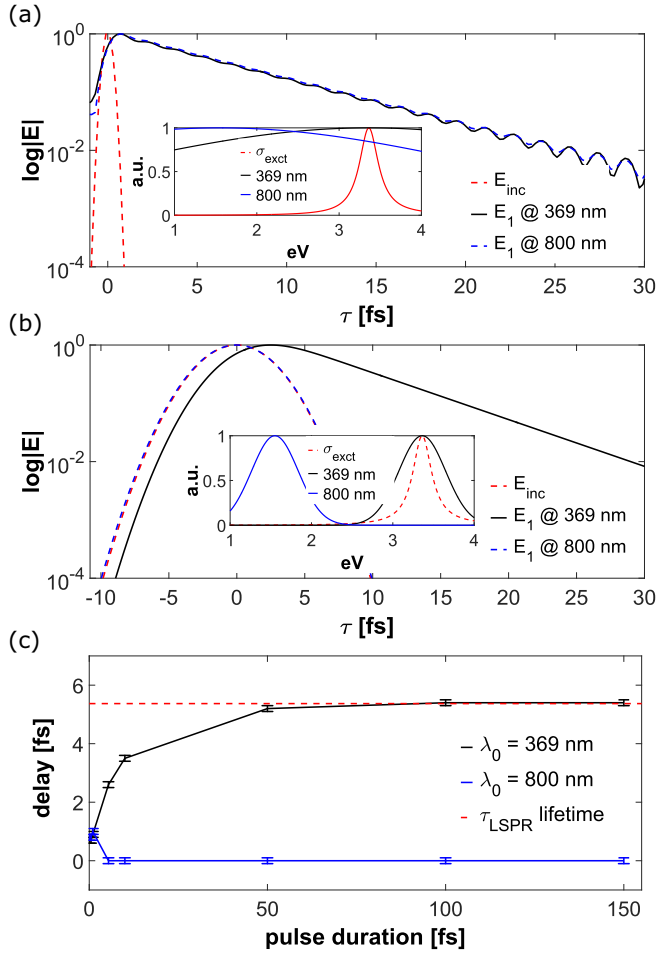 (a)
10^0
10^-2
10^-4
log|E|
1
0.5
0
a.u.
σ_exct
369 nm
800 nm
1 2 3 4
eV
E_inc
E_1 @ 369 nm
E_1 @ 800 nm
0 5 10 15 20 25 30
τ [fs]
(b)
10^0
10^-2
10^-4
log|E|
1
0.5
0
a.u.
σ_exct
369 nm
800 nm
1 2 3 4
eV
E_inc
E_1 @ 369 nm
E_1 @ 800 nm
-10 -5 0 5 10 15 20 25 30
τ [fs]
(c)
6
4
2
0
delay [fs]
λ_0 = 369 nm
λ_0 = 800 nm
τ_LSPR lifetime
0 50 100 150
pulse duration [fs]